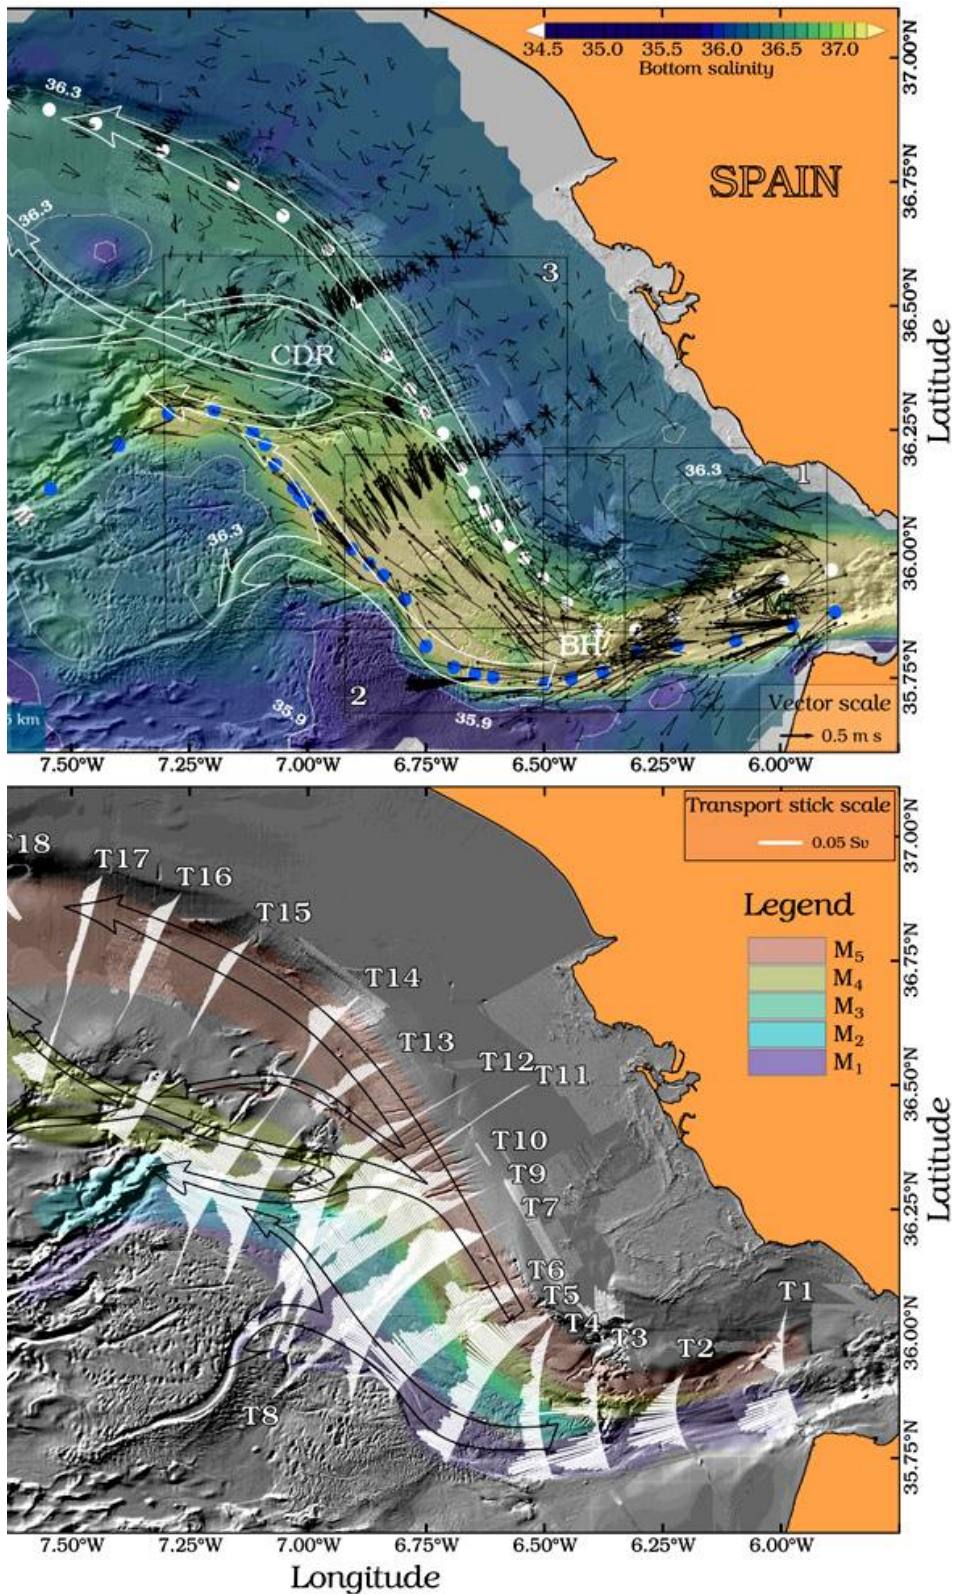 34.5 35.0 35.5 36.0 36.5 37.0
Bottom salinity
37.00°N
36.3
SPAIN
36.75°N
36.3
3
36.50°N
CDR
Latitude
36.25°N
36.3
1
36.3
36.00°N
BH
35.75°N
2
35.9
35.9
Vector scale
0.5 m s
km
7.50°W 7.25°W 7.00°W 6.75°W 6.50°W 6.25°W 6.00°W
Transport stick scale
0.05 Sv
37.00°N
T18
T17
T16
T15
Legend
M5
M4
M3
M2
M1
T14
36.75°N
T13
T12
T11
36.50°N
T10
T9
T7
Latitude
36.25°N
T6
T5
T4
T3
T2
T1
36.00°N
T8
35.75°N
7.50°W 7.25°W 7.00°W 6.75°W 6.50°W 6.25°W 6.00°W
Longitude